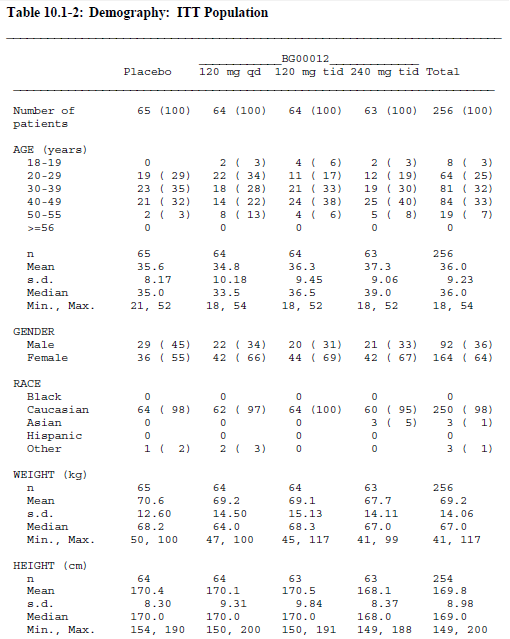 Table 10.1-2: Demography: ITT Population
BG00012
Placebo 120 mg qd 120 mg tid 240 mg tid Total
Number of 65 (100) 64 (100) 64 (100) 63 (100) 256 (100)
patients
AGE (years)
18-19 0 2 ( 3) 4 ( 6) 2 ( 3) 8 ( 3)
20-29 19 ( 29) 22 ( 34) 11 ( 17) 12 ( 19) 64 ( 25)
30-39 23 ( 35) 18 ( 28) 21 ( 33) 19 ( 30) 81 ( 32)
40-49 21 ( 32) 14 ( 22) 24 ( 38) 25 ( 40) 84 ( 33)
50-55 2 ( 3) 8 ( 13) 4 ( 6) 5 ( 8) 19 ( 7)
>=56 0 0 0 0 0
n 65 64 64 63 256
Mean 35.6 34.8 36.3 37.3 36.0
s.d. 8.17 10.18 9.45 9.06 9.23
Median 35.0 33.5 36.5 39.0 36.0
Min., Max. 21, 52 18, 54 18, 52 18, 52 18, 54
GENDER
Male 29 ( 45) 22 ( 34) 20 ( 31) 21 ( 33) 92 ( 36)
Female 36 ( 55) 42 ( 66) 44 ( 69) 42 ( 67) 164 ( 64)
RACE
Black 0 0 0 0 0
Caucasian 64 ( 98) 62 ( 97) 64 (100) 60 ( 95) 250 ( 98)
Asian 0 0 0 3 ( 5) 3 ( 1)
Hispanic 0 0 0 0 0
Other 1 ( 2) 2 ( 3) 0 0 3 ( 1)
WEIGHT (kg)
n 65 64 64 63 256
Mean 70.6 69.2 69.1 67.7 69.2
s.d. 12.60 14.50 15.13 14.11 14.06
Median 68.2 64.0 68.3 67.0 67.0
Min., Max. 50, 100 47, 100 45, 117 41, 99 41, 117
HEIGHT (cm)
n 64 64 63 63 254
Mean 170.4 170.1 170.5 168.1 169.8
s.d. 8.30 9.31 9.84 8.37 8.98
Median 170.0 170.0 170.0 168.0 169.0
Min., Max. 154, 190 150, 200 150, 191 149, 188 149, 200